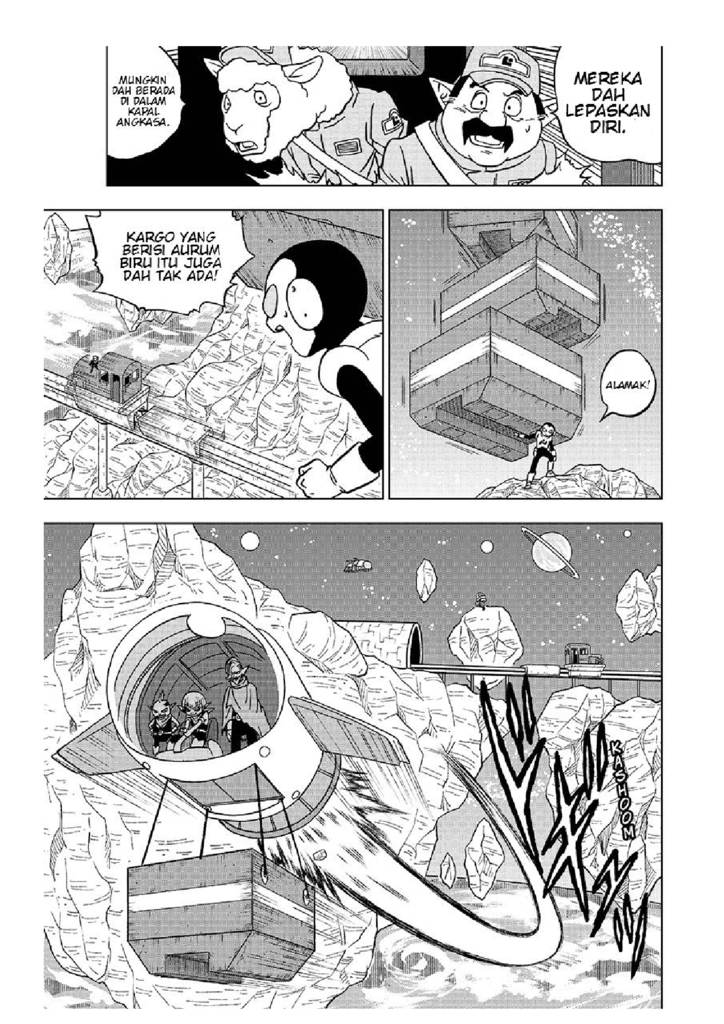 MEREKA
DAH
LEPASKAN
DIRI.
MUNGKIN
DAH BERADA
DI DALAM
KAPAL
ANGKASA.
ALAMAK!
KARGO YANG
BERISI AURUM
BIRU ITU JUGA
DAH TAK ADA!
KASHOOM